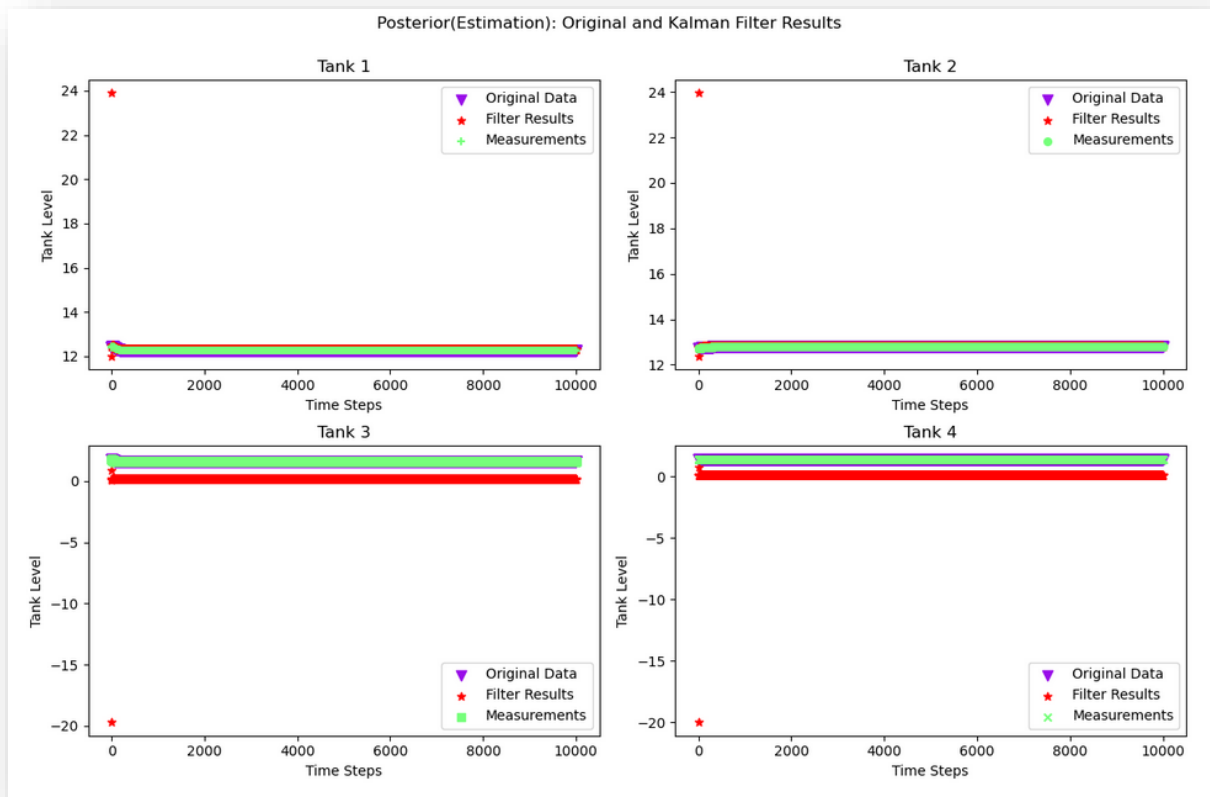 Posterior(Estimation): Original and Kalman Filter Results
Tank 1
24
22
20
18
16
14
12
Tank Level
0 2000 4000 6000 8000 10000
Time Steps
Original Data
Filter Results
Measurements
Tank 2
24
22
20
18
16
14
12
Tank Level
0 2000 4000 6000 8000 10000
Time Steps
Original Data
Filter Results
Measurements
Tank 3
0
−5
−10
−15
−20
Tank Level
0 2000 4000 6000 8000 10000
Time Steps
Original Data
Filter Results
Measurements
Tank 4
0
−5
−10
−15
−20
Tank Level
0 2000 4000 6000 8000 10000
Time Steps
Original Data
Filter Results
Measurements